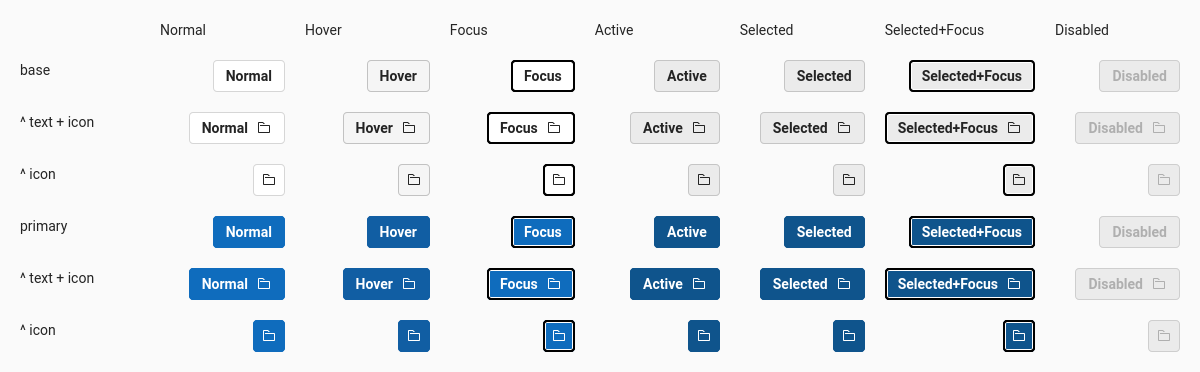 Normal Hover Focus Active Selected Selected+Focus Disabled
base Normal Hover Focus Active Selected Selected+Focus Disabled
^ text + icon Normal Hover Focus Active Selected Selected+Focus Disabled
^ icon
primary Normal Hover Focus Active Selected Selected+Focus Disabled
^ text + icon Normal Hover Focus Active Selected Selected+Focus Disabled
^ icon